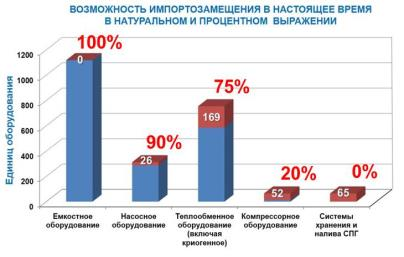 ВОЗМОЖНОСТЬ ИМПОРТОЗАМЕЩЕНИЯ В НАСТОЯЩЕЕ ВРЕМЯ
В НАТУРАЛЬНОМ И ПРОЦЕНТНОМ ВЫРАЖЕНИИ
100%
90%
75%
20%
0%
Единиц оборудования
1200
1000
800
600
400
200
0
0
26
169
52
65
Емкостное
оборудование
Насосное
оборудование
Теплообменное
оборудование
(включая
криогенное)
Компрессорное
оборудование
Системы
хранения и
налива СПГ